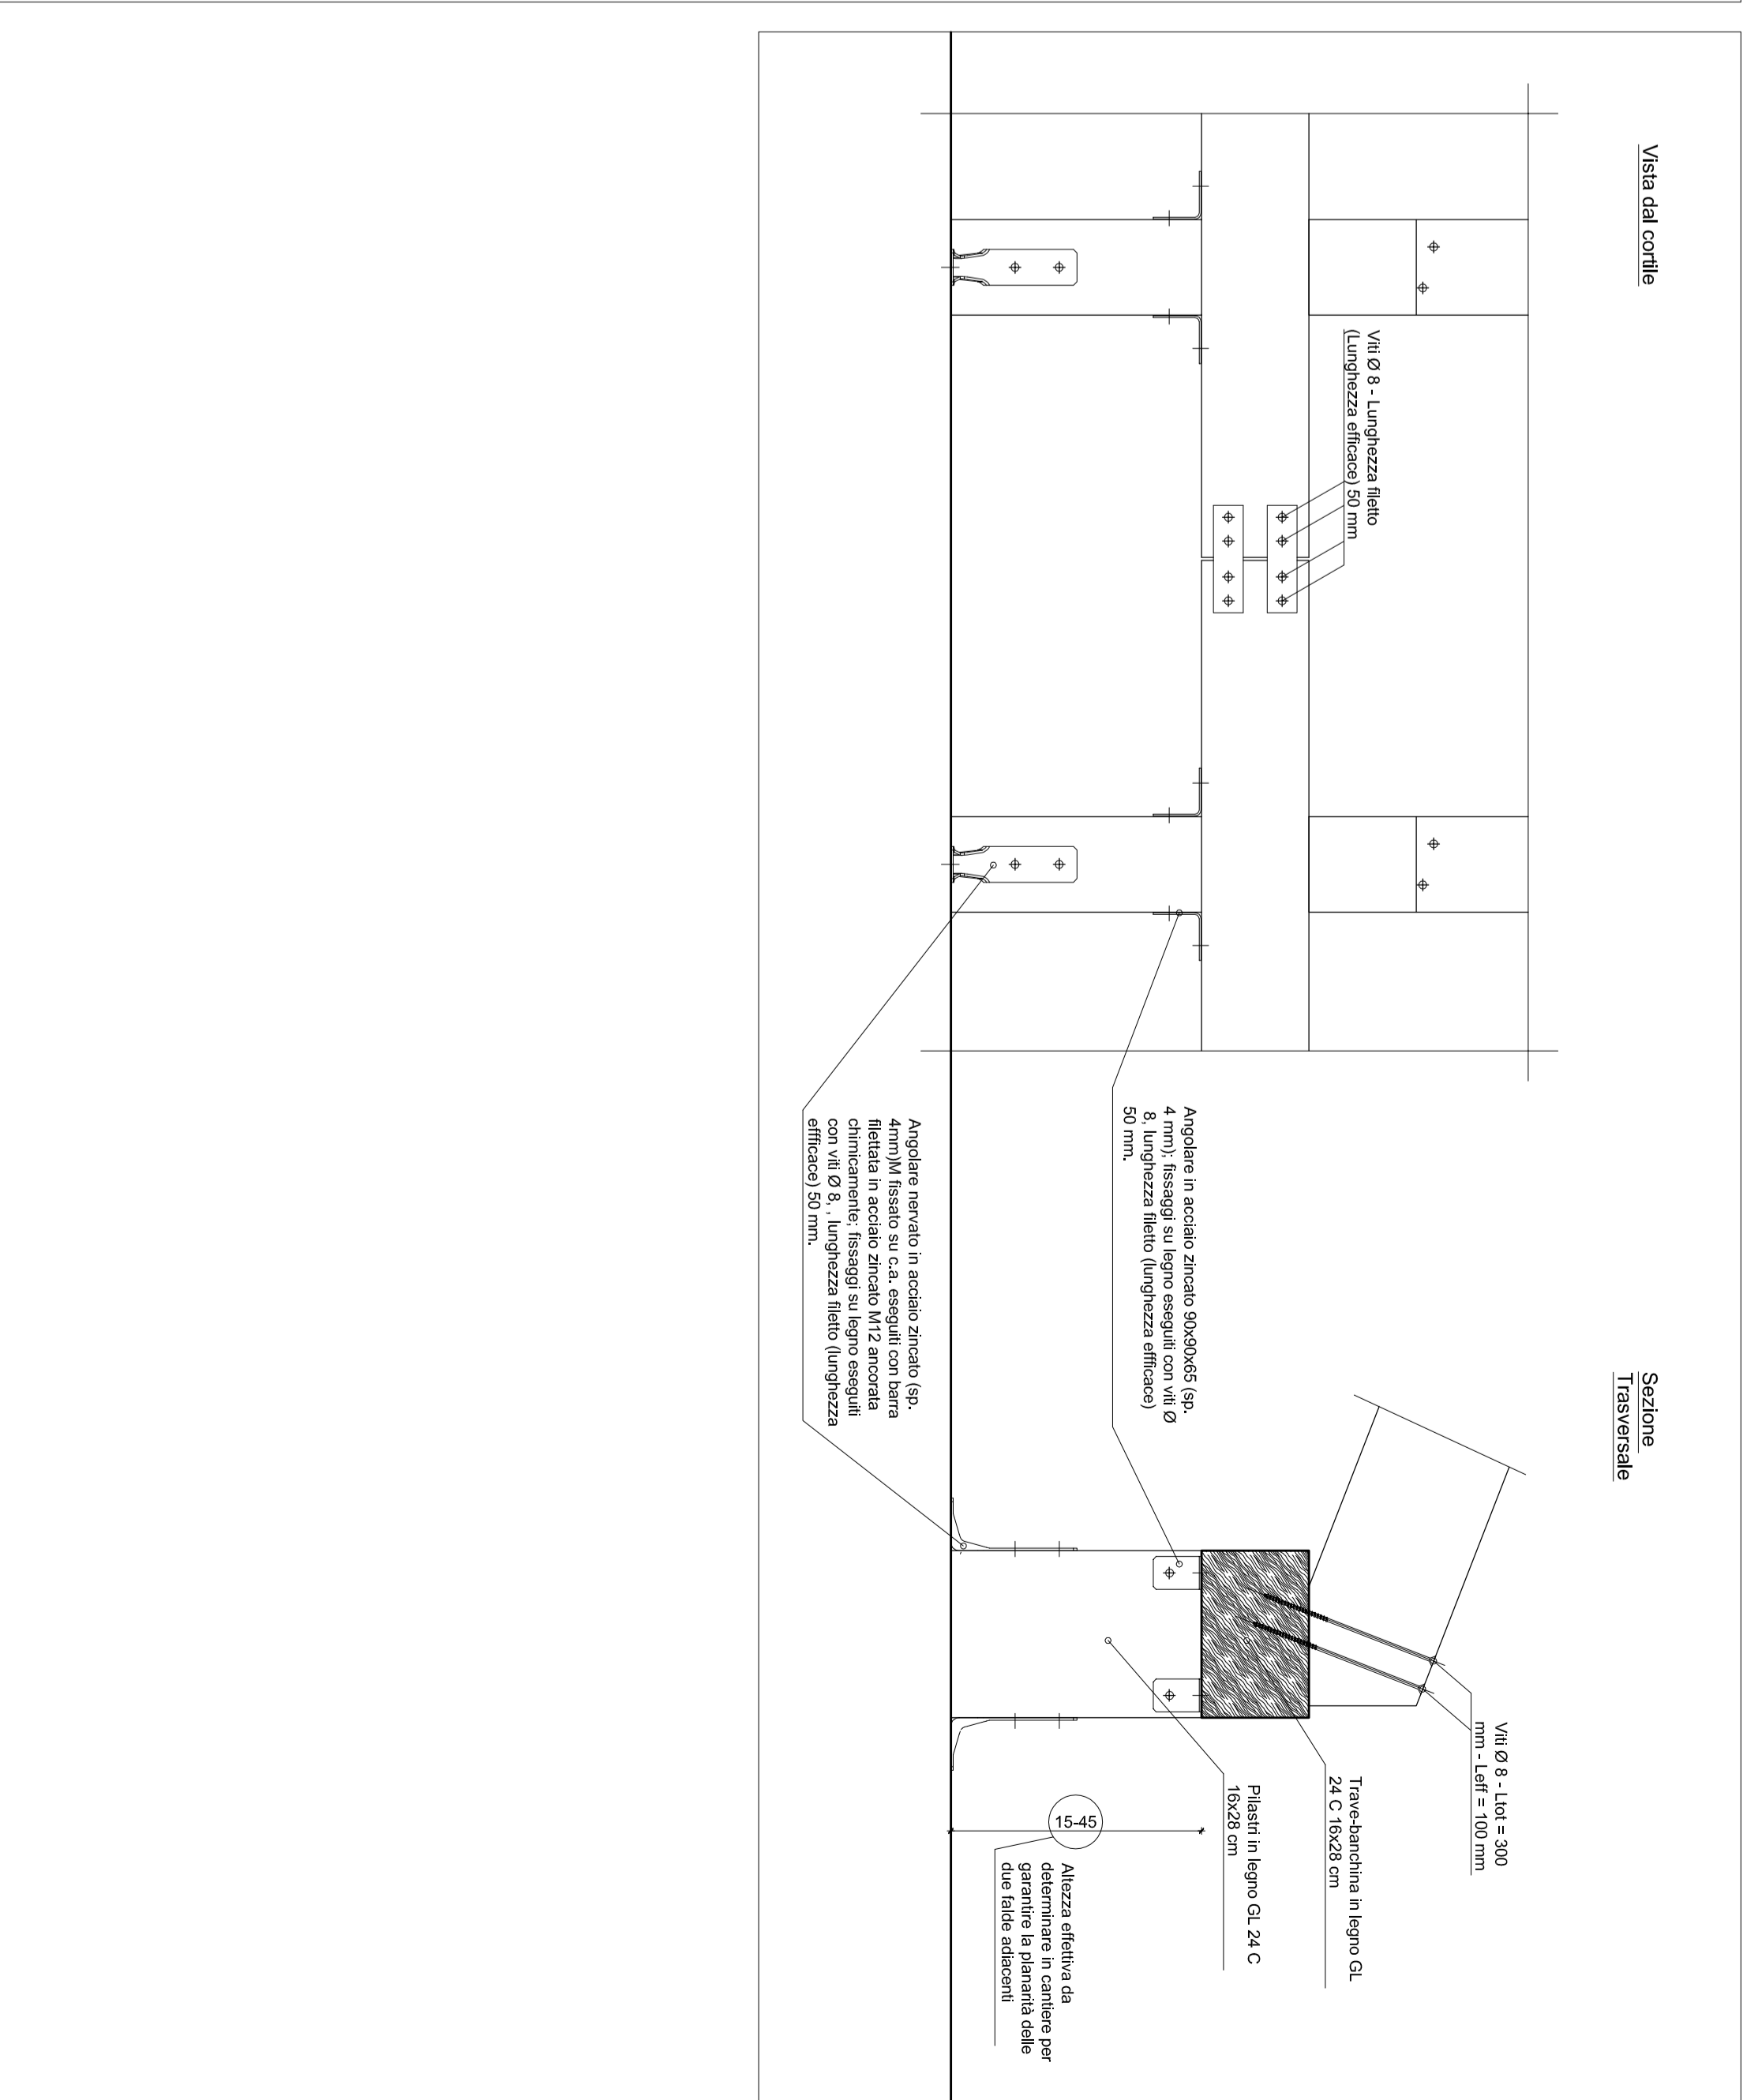 Vista dal cortile
Viti Ø 8 - Lunghezza filetto
(Lunghezza efficace) 50 mm
Angolare in acciaio zincato 90x90x65 (sp.
4 mm); fissaggi su legno eseguiti con viti Ø
8, lunghezza filetto (lunghezza effficace)
50 mm.
Angolare nervato in acciaio zincato (sp.
4mm)M fissato su c.a. eseguiti con barra
filettata in acciaio zincato M12 ancorata
chimicamente; fissaggi su legno eseguiti
con viti Ø 8, , lunghezza filetto (lunghezza
effficace) 50 mm.
Sezione
Trasversale
Viti Ø 8 - Ltot = 300
mm - Leff = 100 mm
Trave-banchina in legno GL
24 C 16x28 cm
Pilastri in legno GL 24 C
16x28 cm
15-45
Altezza effettiva da
determinare in cantiere per
garantire la planarità delle
due falde adiacenti